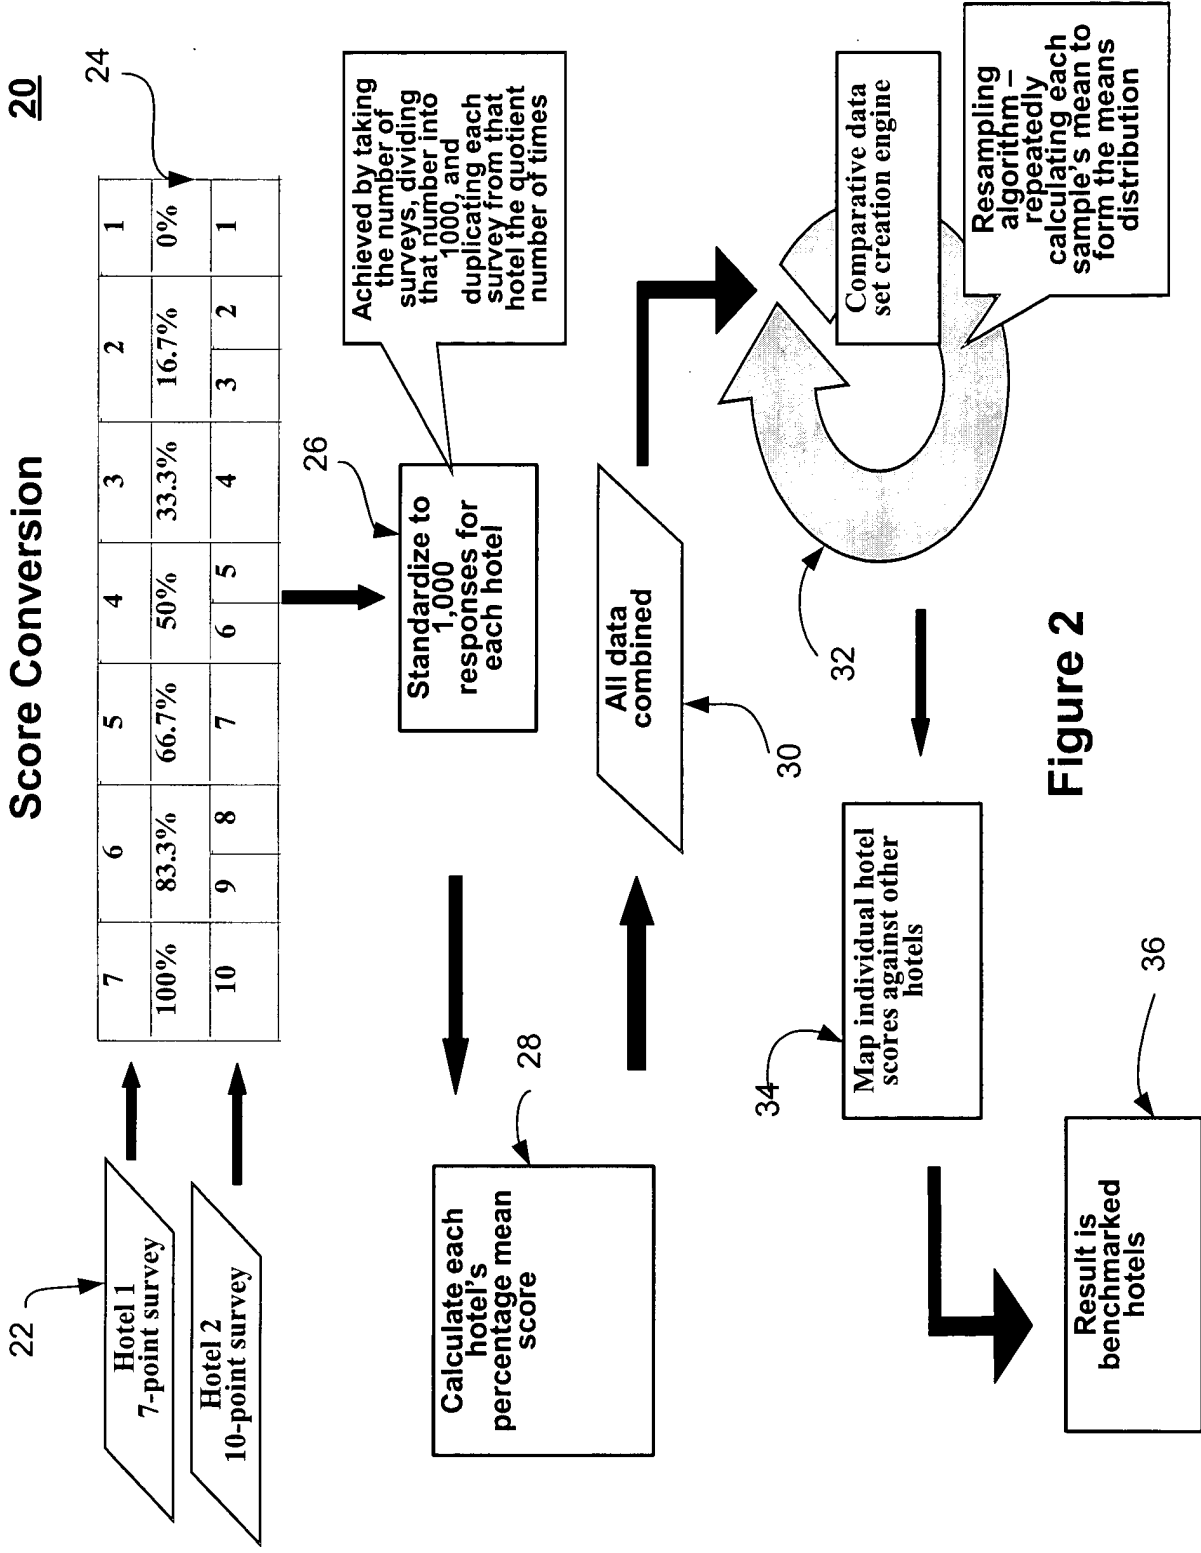 Score Conversion
20
22
Hotel 1
7-point survey
Hotel 2
10-point survey
24
7 6 5 4 3 2 1
100% 83.3% 66.7% 50% 33.3% 16.7% 0%
10 9 8 7 6 5 4 3 2 1
26
Standardize to
1,000
responses for
each hotel
Achieved by taking
the number of
surveys, dividing
that number into
1000, and
duplicating each
survey from that
hotel the quotient
number of times
28
Calculate each
hotel's
percentage mean
score
All data
combined
30
32
Comparative data
set creation engine
Resampling
algorithm –
repeatedly
calculating each
sample's mean to
form the means
distribution
34
Map individual hotel
scores against other
hotels
36
Result is
benchmarked
hotels
Figure 2